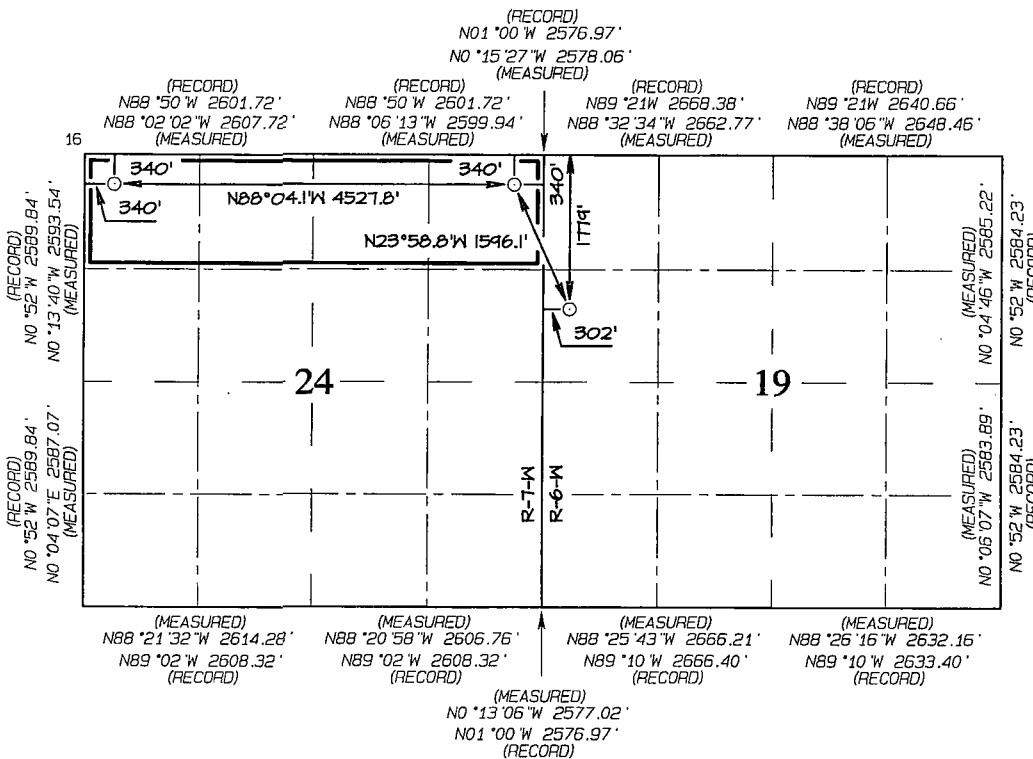 (RECORD)
N01°00'W 2576.97'
N0°15'27"W 2578.06'
(MEASURED)
(RECORD)
N88°50'W 2601.72'
N88°02'02"W 2607.72'
(MEASURED)
(RECORD)
N88°50'W 2601.72'
N88°06'13"W 2599.94'
(MEASURED)
(RECORD)
N89°21W 2668.38'
N88°32'34"W 2662.77'
(MEASURED)
(RECORD)
N89°21W 2640.66'
N88°38'06"W 2648.46'
(MEASURED)
16
340'
340'
340'
340'
N88°04.1'W 4527.8'
N23°58.8'W 1596.1'
1779'
302'
24
19
R-7-W
R-6-W
(RECORD)
N0°52'W 2589.84'
N0°13'40"W 2593.54'
(MEASURED)
(RECORD)
N0°52'W 2589.84'
N0°04'07"E 2587.07'
(MEASURED)
(MEASURED)
N0°04'46"W 2585.22'
N0°52'W 2584.23'
(RECORD)
(MEASURED)
N0°06'07"W 2583.89'
N0°52'W 2584.23'
(RECORD)
(MEASURED)
N88°21'32"W 2614.28'
N89°02'W 2608.32'
(RECORD)
(MEASURED)
N88°20'58"W 2606.76'
N89°02'W 2608.32'
(RECORD)
(MEASURED)
N88°25'43"W 2666.21'
N89°10'W 2666.40'
(RECORD)
(MEASURED)
N88°26'16"W 2632.16'
N89°10'W 2633.40'
(RECORD)
(MEASURED)
N0°13'06"W 2577.02'
N01°00'W 2576.97'
(RECORD)